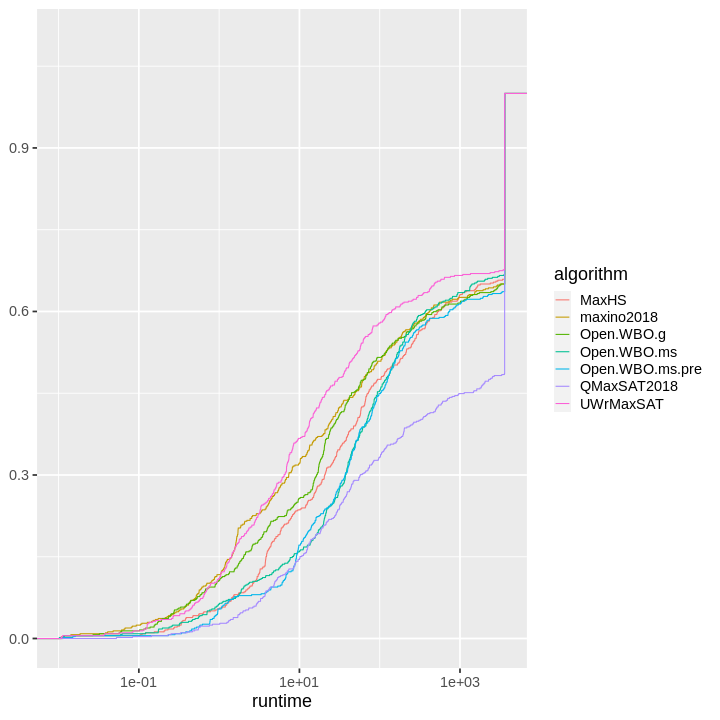 0.9
0.6
0.3
0.0
1e-01
1e+01
1e+03
runtime
algorithm
MaxHS
maxino2018
Open.WBO.g
Open.WBO.ms
Open.WBO.ms.pre
QMaxSAT2018
UWrMaxSAT